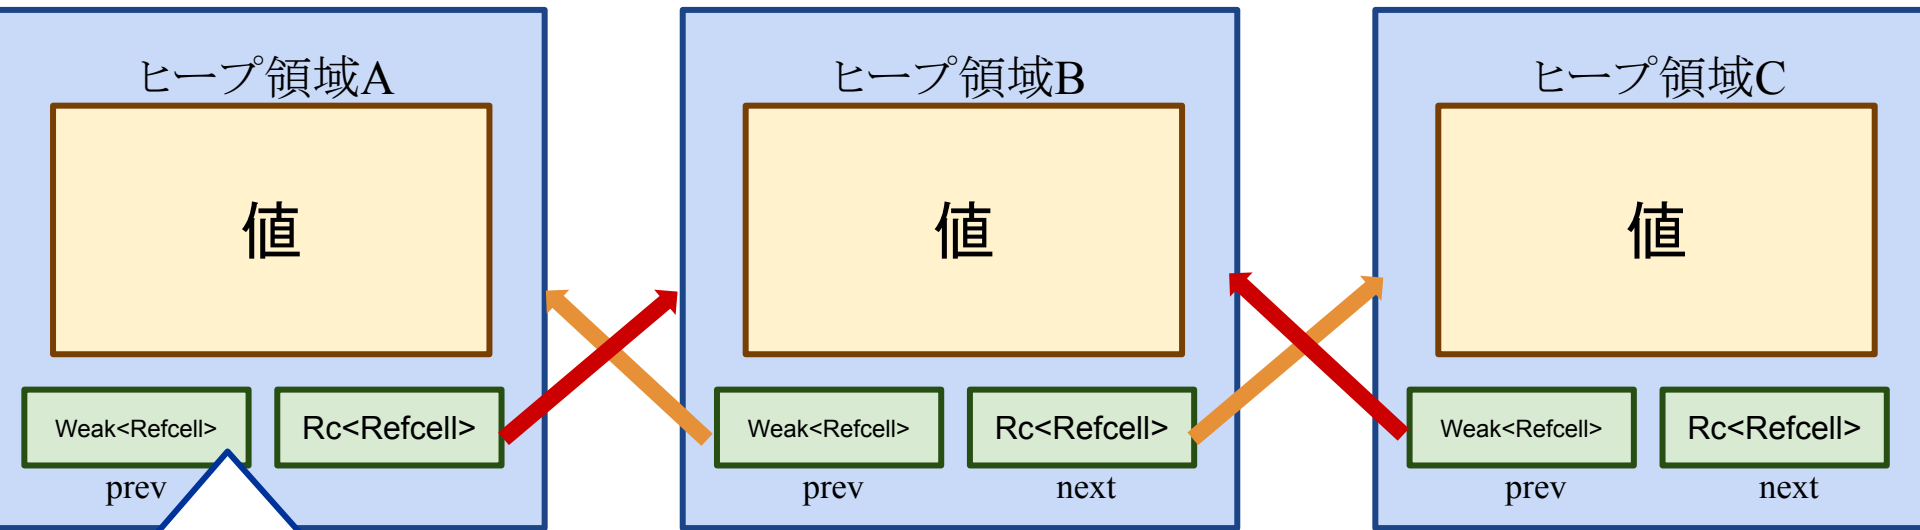 ヒープ領域A
値
Weak<Refcell>
Rc<Refcell>
prev
ヒープ領域B
値
Weak<Refcell>
Rc<Refcell>
prev
next
ヒープ領域C
値
Weak<Refcell>
Rc<Refcell>
prev
next